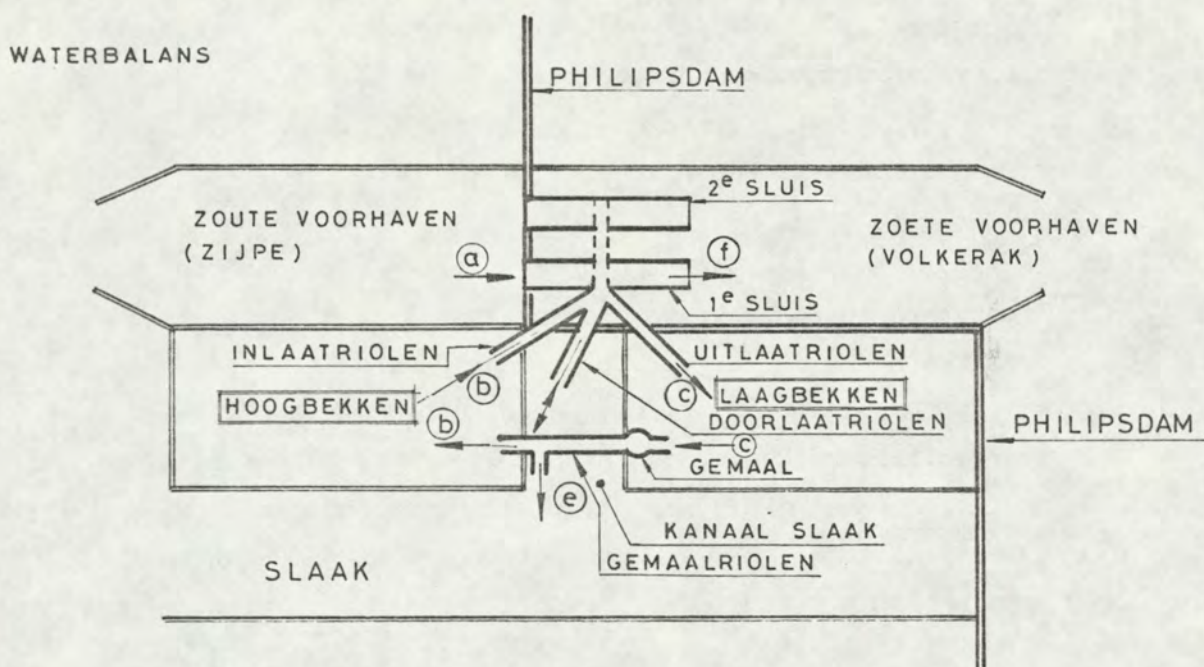 WATERBALANS
PHILIPSDAM
2e SLUIS
ZOUTE VOORHAVEN
(ZIJPE)
ZOETE VOORHAVEN
(VOLKERAK)
a
f
1e SLUIS
INLAATRIOLEN
UITLAATRIOLEN
b
c
HOOGBEKKEN
LAAGBEKKEN
b
DOORLAATRIOLEN
PHILIPSDAM
c
GEMAAL
e
KANAAL SLAAK
GEMAALRIOLEN
SLAAK